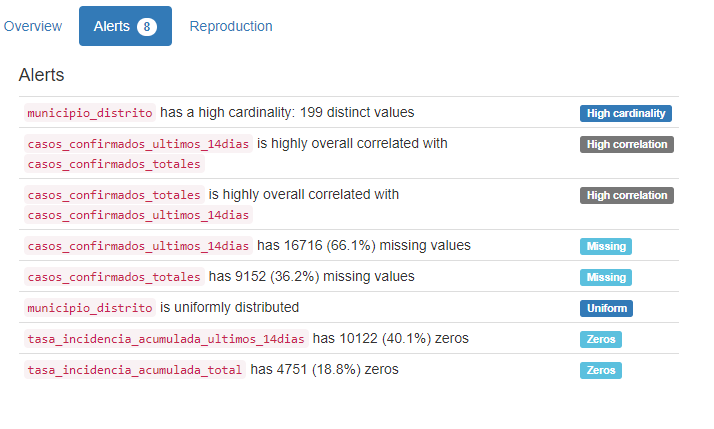 Overview Alerts 8 Reproduction
Alerts
municipio_distrito has a high cardinality: 199 distinct values High cardinality
casos_confirmados_ultimos_14dias is highly overall correlated with High correlation
casos_confirmados_totales
casos_confirmados_totales is highly overall correlated with High correlation
casos_confirmados_ultimos_14dias
casos_confirmados_ultimos_14dias has 16716 (66.1%) missing values Missing
casos_confirmados_totales has 9152 (36.2%) missing values Missing
municipio_distrito is uniformly distributed Uniform
tasa_incidencia_acumulada_ultimos_14dias has 10122 (40.1%) zeros Zeros
tasa_incidencia_acumulada_total has 4751 (18.8%) zeros Zeros